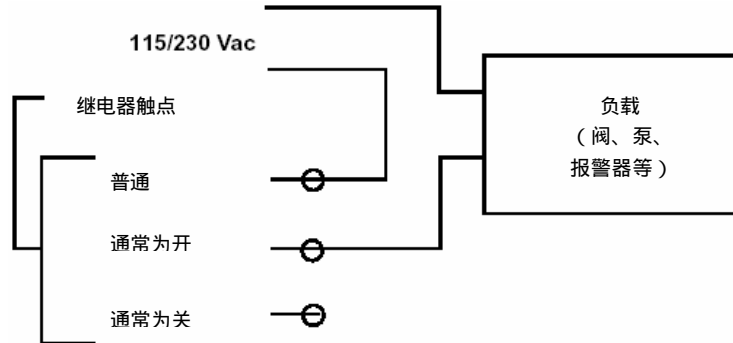 115/230 Vac
继电器触点
负载
（阀、泵、
报警器等）
普通
通常为开
通常为关